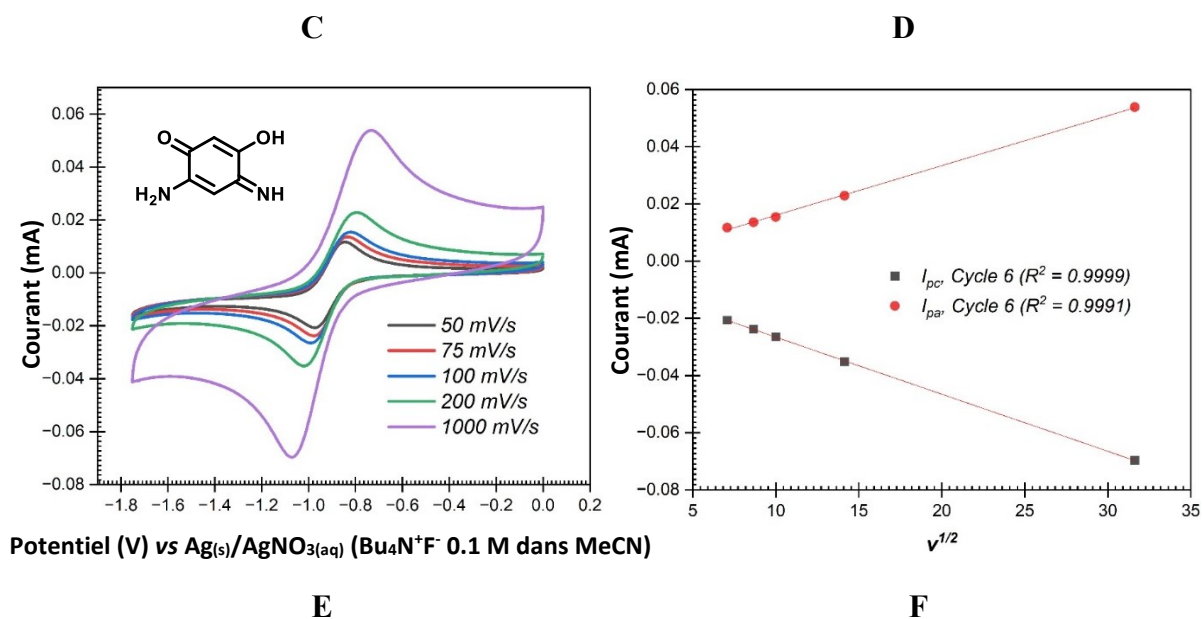 C
D
Courant (mA)
0.06
0.04
0.02
0.00
−0.02
−0.04
−0.06
−0.08
O
OH
H₂N
NH
50 mV/s
75 mV/s
100 mV/s
200 mV/s
1000 mV/s
−1.8 −1.6 −1.4 −1.2 −1.0 −0.8 −0.6 −0.4 −0.2 0.0 0.2
Potentiel (V) vs Ag(s)/AgNO3(aq) (Bu₄N⁺F⁻ 0.1 M dans MeCN)
Courant (mA)
0.06
0.04
0.02
0.00
−0.02
−0.04
−0.06
−0.08
Ipc, Cycle 6 (R² = 0.9999)
Ipa, Cycle 6 (R² = 0.9991)
5 10 15 20 25 30 35
v^1/2
E
F